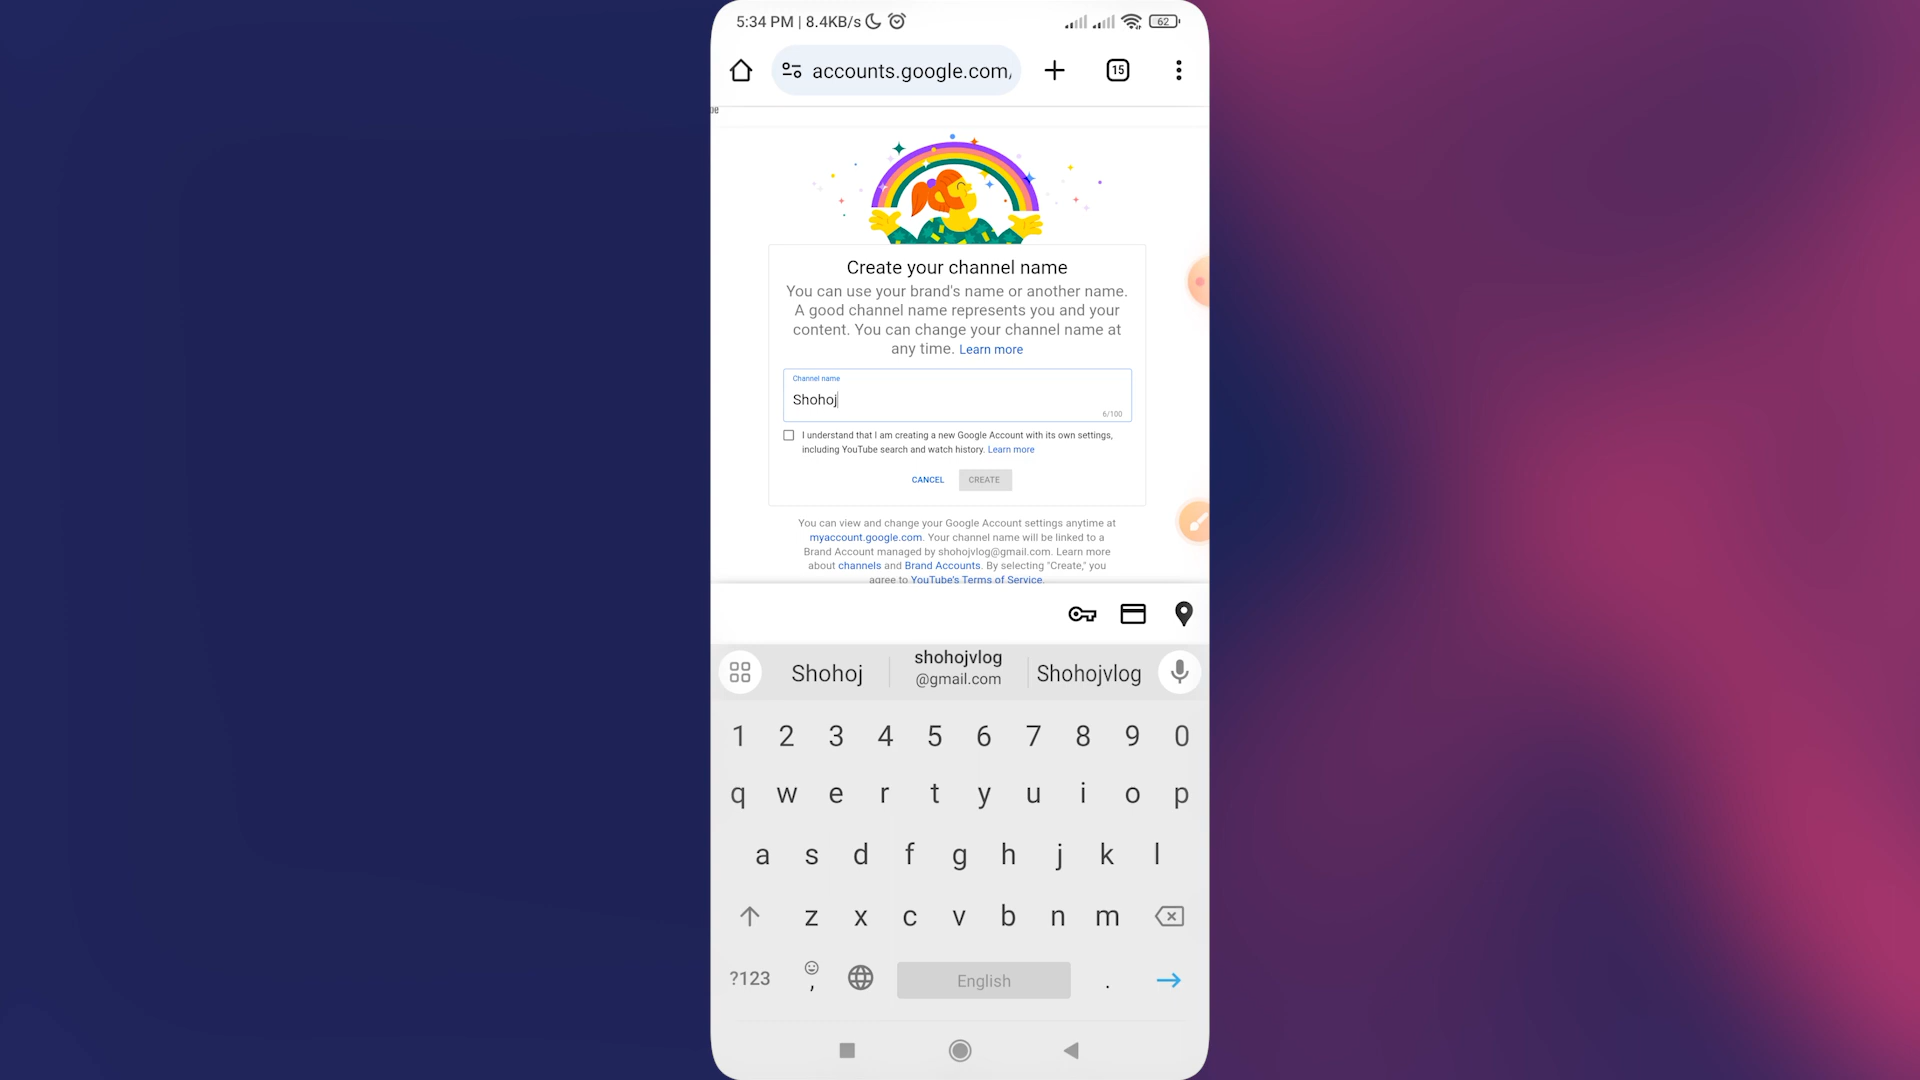 5:34 PM | 8.4KB/s
62
accounts.google.com/
15
Create your channel name
You can use your brand's name or another name.
A good channel name represents you and your
content. You can change your channel name at
any time. Learn more
Channel name
Shohoj
6/100
I understand that I am creating a new Google Account with its own settings,
including YouTube search and watch history. Learn more
CANCEL CREATE
You can view and change your Google Account settings anytime at
myaccount.google.com. Your channel name will be linked to a
Brand Account managed by shohojvlog@gmail.com. Learn more
about channels and Brand Accounts. By selecting "Create," you
agree to YouTube's Terms of Service.
Shohoj
shohojvlog
@gmail.com
Shohojvlog
1 2 3 4 5 6 7 8 9 0
q w e r t y u i o p
a s d f g h j k l
z x c v b n m
?123 , English .